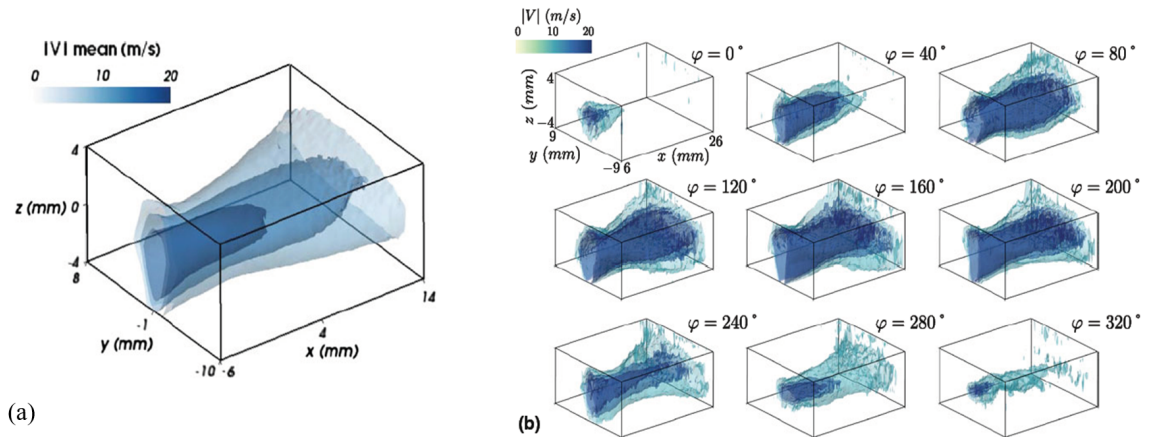 |V| mean (m/s)
0 10 20
4
z (mm) 0
-4
8
-1
y (mm)
-10 -6
4
x (mm)
14
(a)
|V| (m/s)
0 10 20
φ = 0°
φ = 40°
φ = 80°
4
z (mm)
-4
9
y (mm)
-9 6
x (mm)
26
φ = 120°
φ = 160°
φ = 200°
φ = 240°
φ = 280°
φ = 320°
(b)